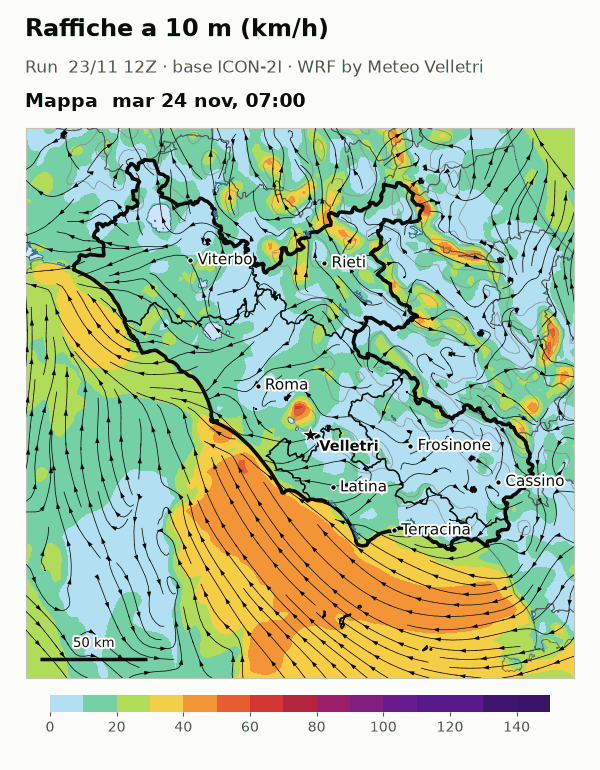 Raffiche a 10 m (km/h)
Run  23/11 12Z · base ICON-2I · WRF by Meteo Velletri
Mappa  mar 24 nov, 07:00
Viterbo
Rieti
Roma
Velletri
Frosinone
Latina
Cassino
Terracina
50 km
0 20 40 60 80 100 120 140